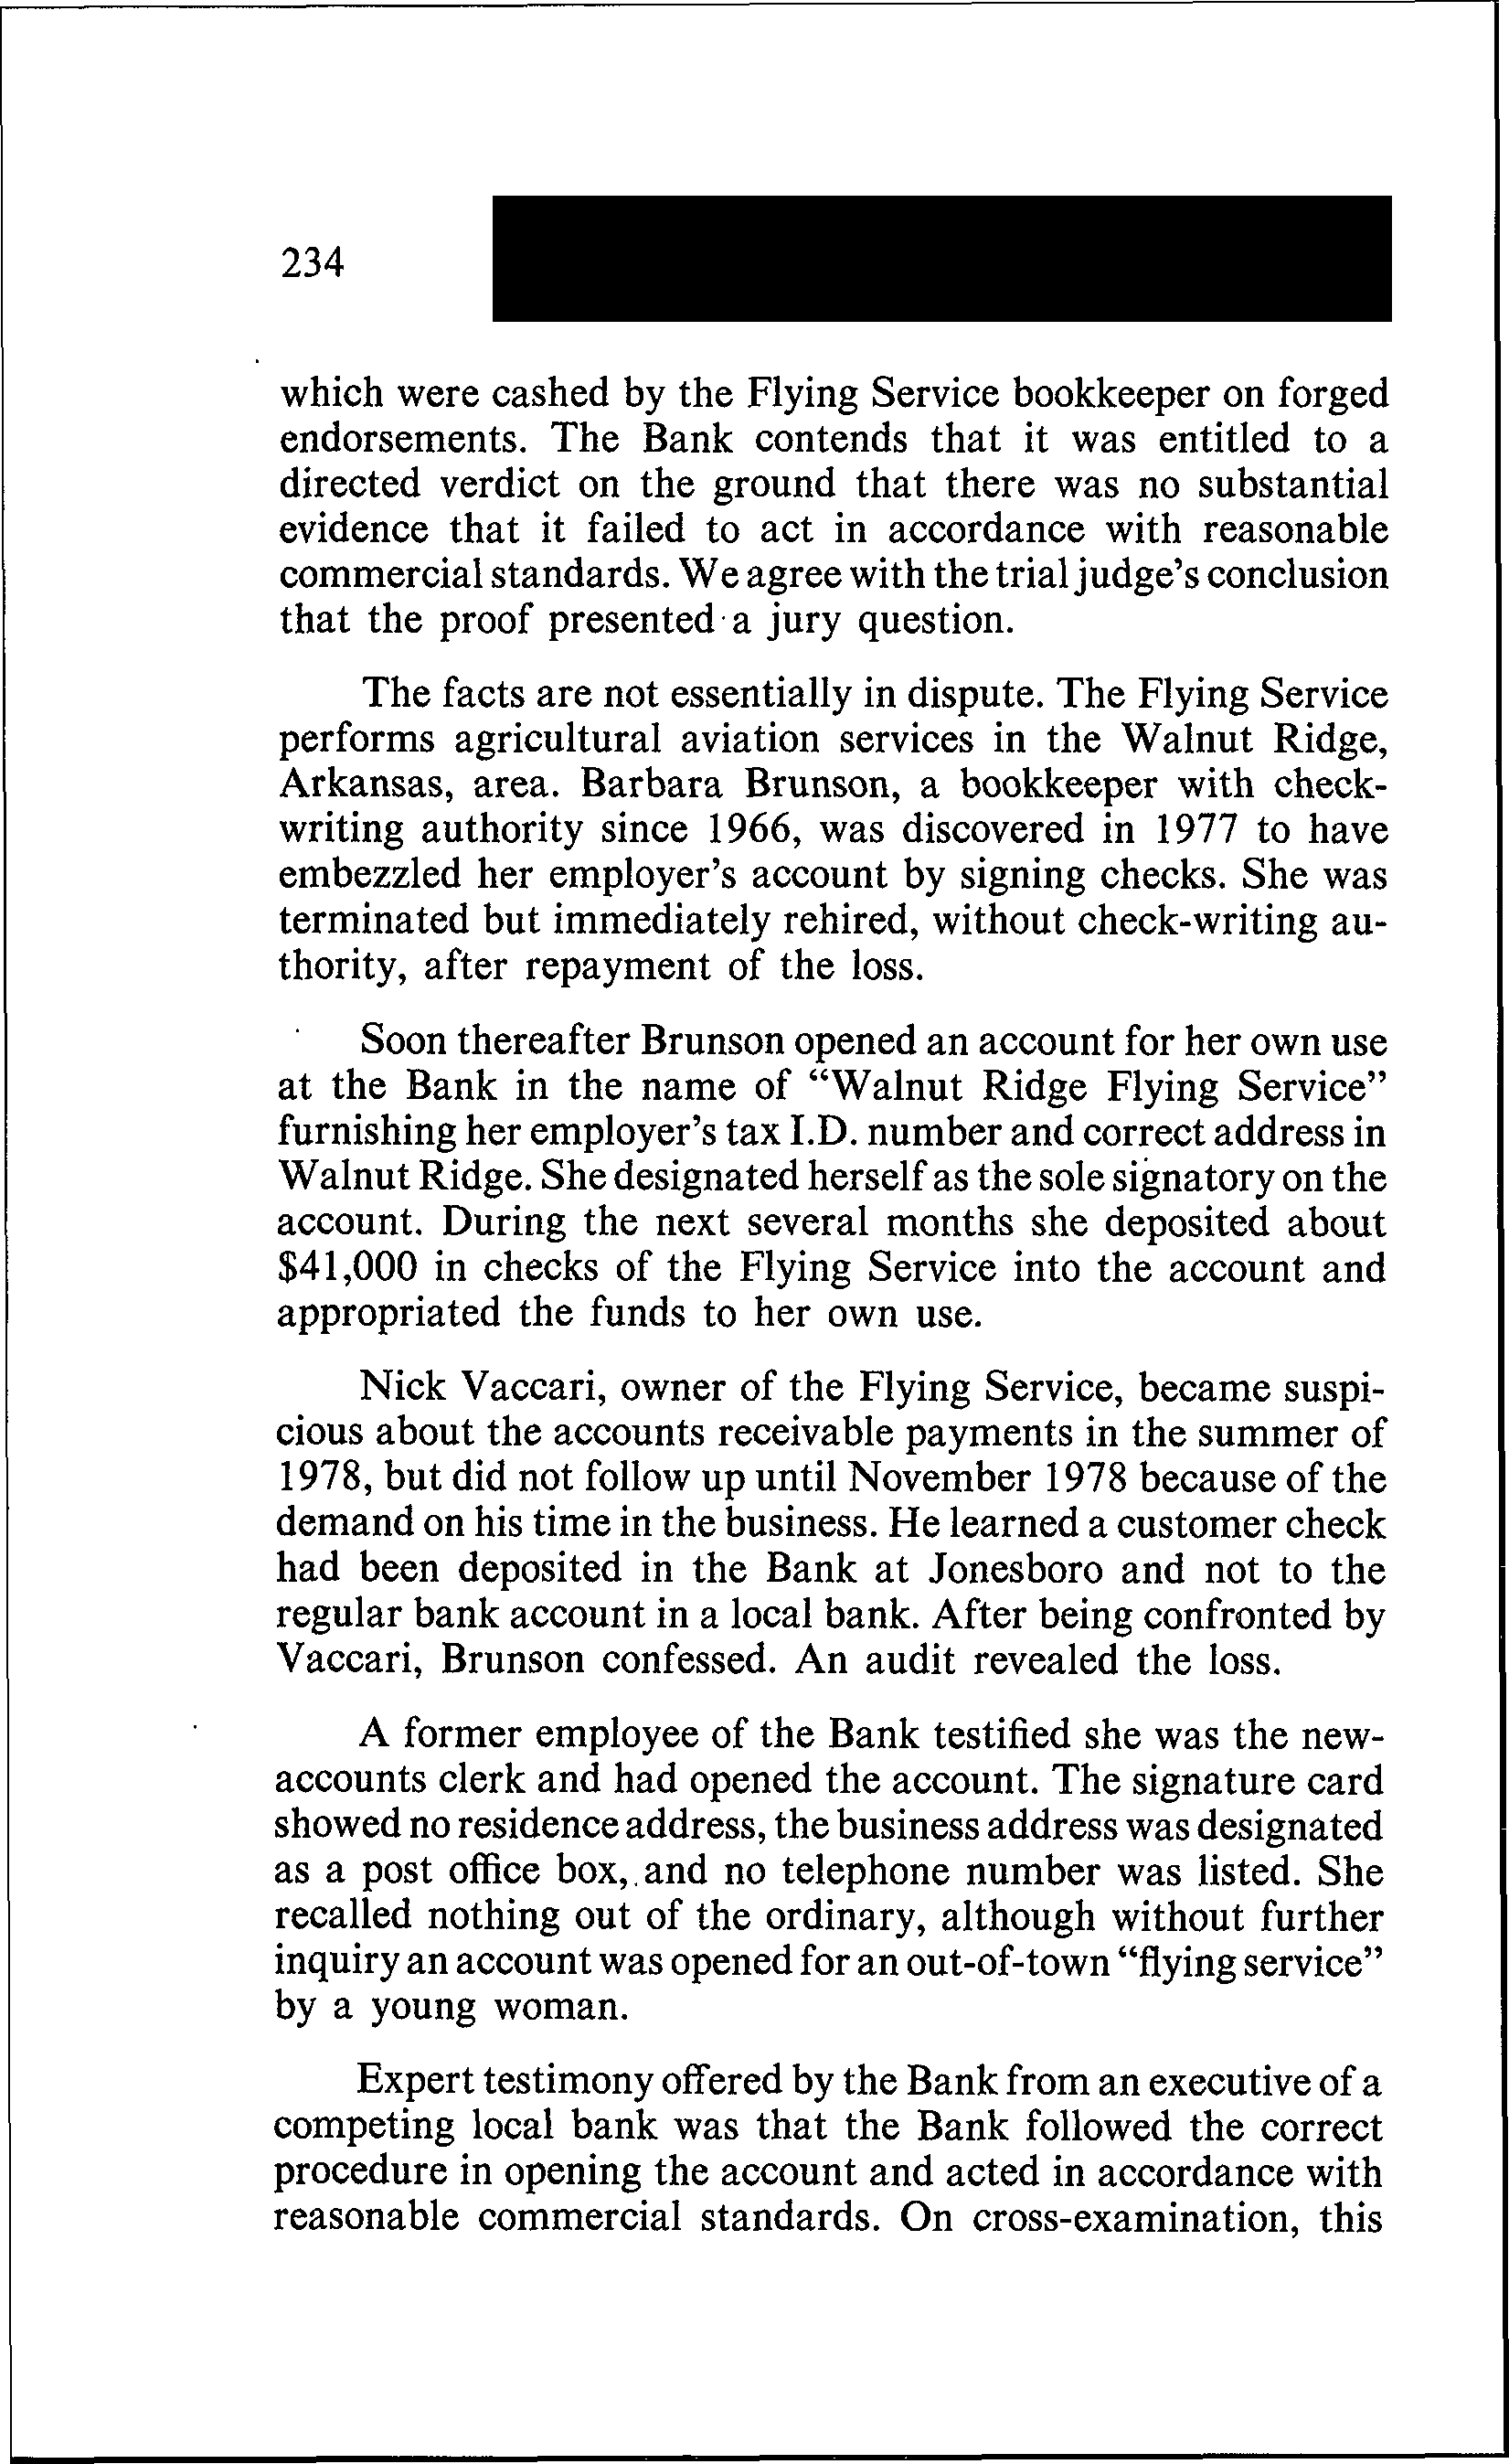 234
which were cashed by the Flying Service bookkeeper on forged
endorsements. The Bank contends that it was entitled to a
directed verdict on the ground that there was no substantial
evidence that it failed to act in accordance with reasonable
commercial standards. We agree with the trial judge's conclusion
that the proof presented a jury question.
The facts are not essentially in dispute. The Flying Service
performs agricultural aviation services in the Walnut Ridge,
Arkansas, area. Barbara Brunson, a bookkeeper with check-
writing authority since 1966, was discovered in 1977 to have
embezzled her employer's account by signing checks. She was
terminated but immediately rehired, without check-writing au-
thority, after repayment of the loss.
Soon thereafter Brunson opened an account for her own use
at the Bank in the name of “Walnut Ridge Flying Service”
furnishing her employer's tax I.D. number and correct address in
Walnut Ridge. She designated herself as the sole signatory on the
account. During the next several months she deposited about
$41,000 in checks of the Flying Service into the account and
appropriated the funds to her own use.
Nick Vaccari, owner of the Flying Service, became suspi-
cious about the accounts receivable payments in the summer of
1978, but did not follow up until November 1978 because of the
demand on his time in the business. He learned a customer check
had been deposited in the Bank at Jonesboro and not to the
regular bank account in a local bank. After being confronted by
Vaccari, Brunson confessed. An audit revealed the loss.
A former employee of the Bank testified she was the new-
accounts clerk and had opened the account. The signature card
showed no residence address, the business address was designated
as a post office box, and no telephone number was listed. She
recalled nothing out of the ordinary, although without further
inquiry an account was opened for an out-of-town “flying service”
by a young woman.
Expert testimony offered by the Bank from an executive of a
competing local bank was that the Bank followed the correct
procedure in opening the account and acted in accordance with
reasonable commercial standards. On cross-examination, this